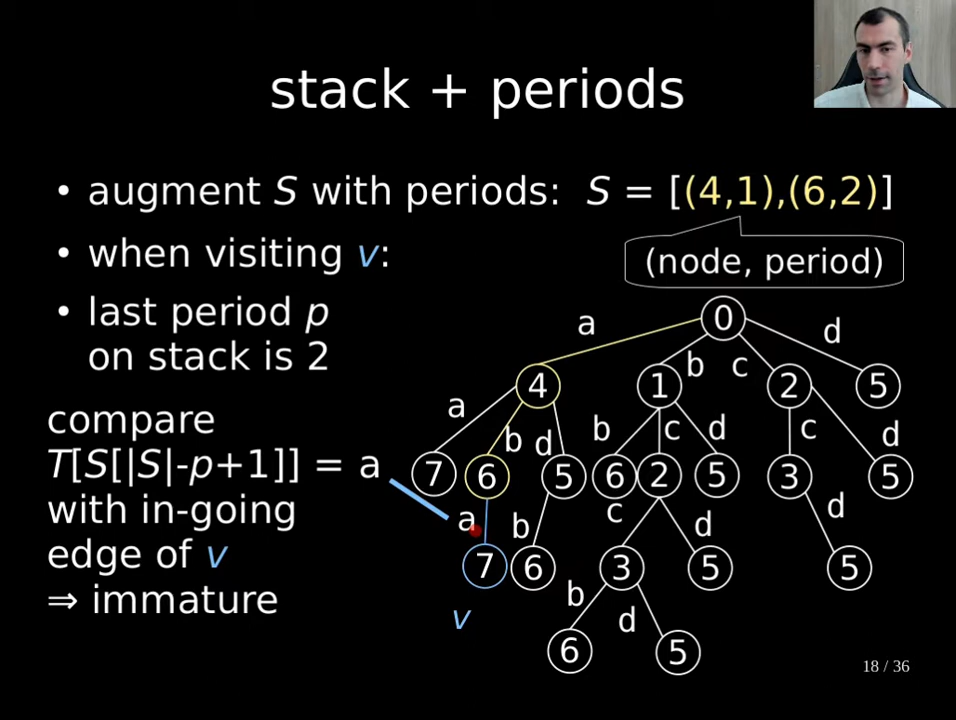 stack + periods
• augment S with periods: S = [(4,1),(6,2)]
(node, period)
• when visiting v:
• last period p
on stack is 2
compare
T[S[|S|-p+1]] = a
with in-going
edge of v
⇒ immature
0
a b c d
4 1 2 5
a b d b c d c d
7 6 5 6 2 5 3 5
a b c d d
7 6 3 5 5
v b d
6 5
18 / 36